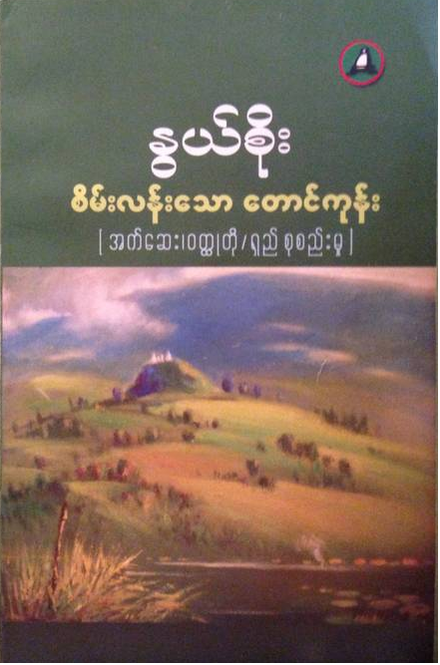 နွယ်စိုး
စိမ်းလန်းသော တောင်ကုန်း
[အက်ဆေး၊ဝတ္ထုတို/ရှည် စုစည်းမှု]